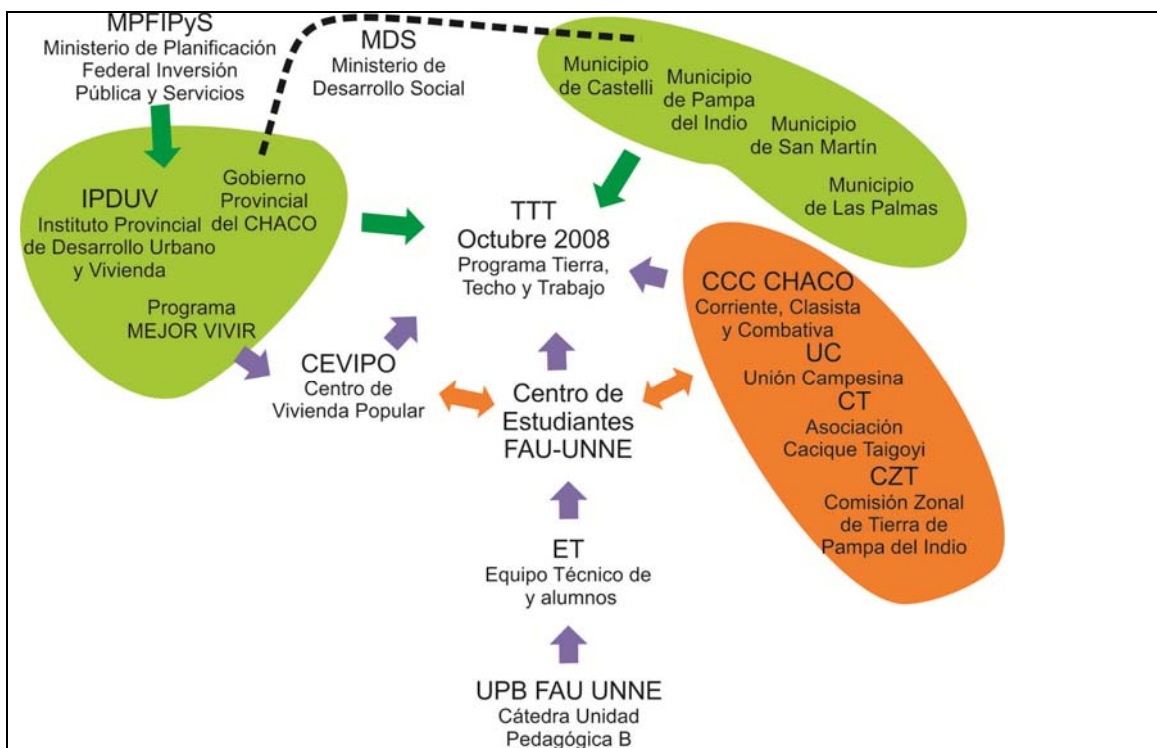 MPFIPyS
Ministerio de Planificación
Federal Inversión
Pública y Servicios
MDS
Ministerio de
Desarrollo Social
Municipio
de Castelli
Municipio
de Pampa
del Indio
Municipio
de San Martín
Municipio
de Las Palmas
IPDUV
Instituto Provincial
de Desarrollo Urbano
y Vivienda
Gobierno
Provincial
del CHACO
Programa
MEJOR VIVIR
TTT
Octubre 2008
Programa Tierra,
Techo y Trabajo
CCC CHACO
Corriente, Clasista
y Combativa
UC
Unión Campesina
CT
Asociación
Cacique Taigoyi
CZT
Comisión Zonal
de Tierra de
Pampa del Indio
CEVIPO
Centro de
Vivienda Popular
Centro de
Estudiantes
FAU-UNNE
ET
Equipo Técnico de
y alumnos
UPB FAU UNNE
Cátedra Unidad
Pedagógica B